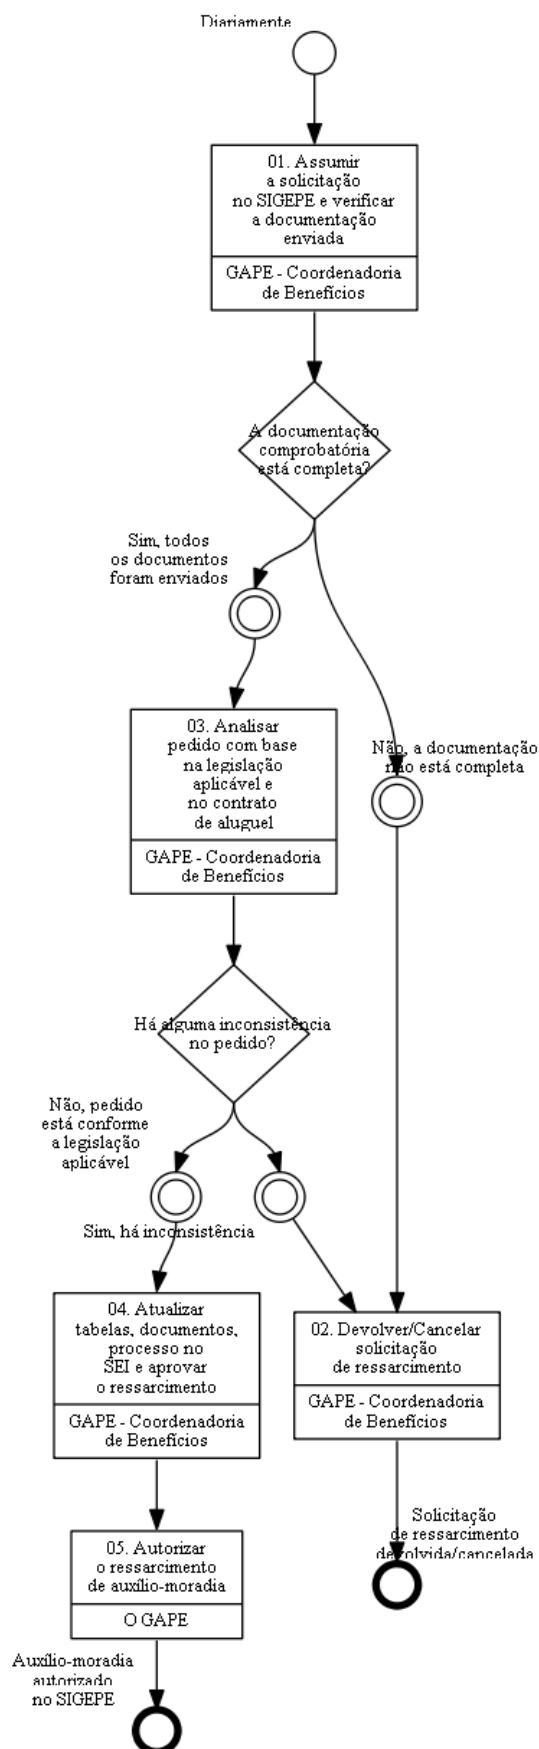 Diariamente
01. Assumir
a solicitação
no SIGEPE e verificar
a documentação
enviada
GAPE - Coordenadoria
de Benefícios
A documentação
comprobatória
está completa?
Sim, todos
os documentos
foram enviados
03. Analisar
pedido com base
na legislação
aplicável e
no contrato
de aluguel
GAPE - Coordenadoria
de Benefícios
Não, a documentação
não está completa
Há alguma inconsistência
no pedido?
Não, pedido
está conforme
a legislação
aplicável
Sim, há inconsistência
04. Atualizar
tabelas, documentos,
processo no
SEI e aprovar
o ressarcimento
GAPE - Coordenadoria
de Benefícios
02. Devolver/Cancelar
solicitação
de ressarcimento
GAPE - Coordenadoria
de Benefícios
Solicitação
de ressarcimento
devolvida/cancelada
05. Autorizar
o ressarcimento
de auxílio-moradia
O GAPE
Auxílio-moradia
autorizado
no SIGEPE